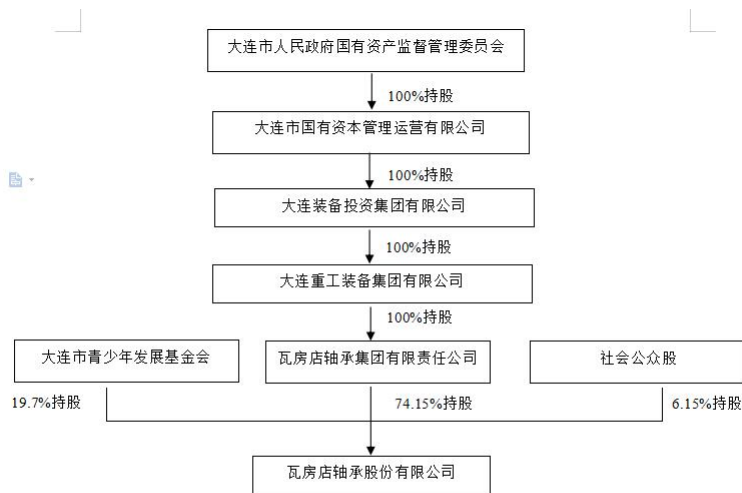 大连市人民政府国有资产监督管理委员会
100%持股
大连市国有资本管理运营有限公司
100%持股
大连装备投资集团有限公司
100%持股
大连重工装备集团有限公司
100%持股
大连市青少年发展基金会
瓦房店轴承集团有限责任公司
社会公众股
19.7%持股
74.15%持股
6.15%持股
瓦房店轴承股份有限公司